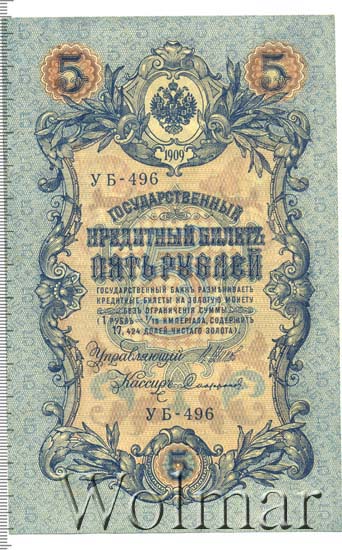 5 5
1909
УБ-496
ГОСУДАРСТВЕННЫЙ
КРЕДИТНЫЙ БИЛЕТЪ
ПЯТЬ РУБЛЕЙ
ГОСУДАРСТВЕННЫЙ БАНКЪ РАЗМѢНИВАЕТЪ
КРЕДИТНЫЕ БИЛЕТЫ НА ЗОЛОТУЮ МОНЕТУ
БЕЗЪ ОГРАНИЧЕНІЯ СУММЫ
(1 РУБЛЬ = 1/15 ИМПЕРІАЛА, СОДЕРЖИТЪ
17,424 ДОЛЕЙ ЧИСТАГО ЗОЛОТА)
Управляющій
Кассиръ
УБ-496
5
Wolmar